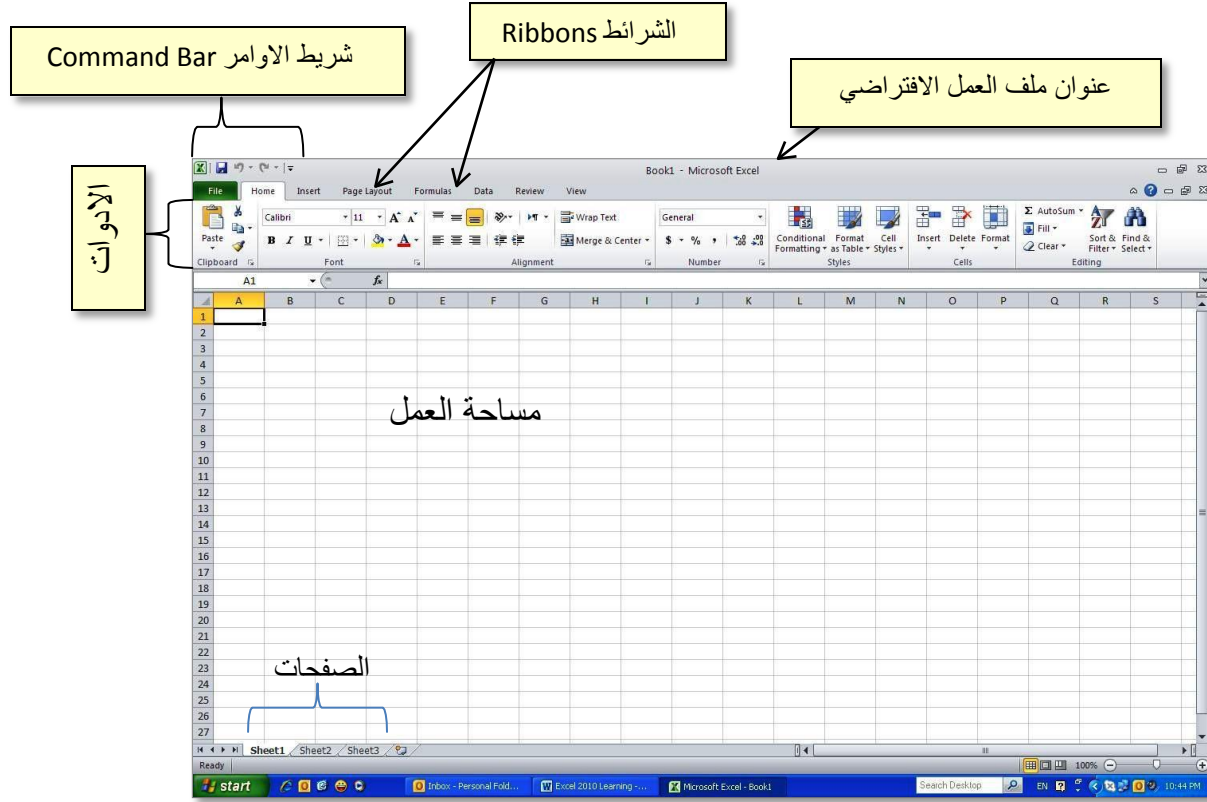 الشرائط Ribbons
شريط الاوامر Command Bar
عنوان ملف العمل الافتراضي
الادوات
Book1 - Microsoft Excel
File Home Insert Page Layout Formulas Data Review View
Calibri 11 A A Wrap Text General Σ AutoSum
Fill
Paste B I U A Merge & Center $ % , .00 .00 Conditional Format Cell Insert Delete Format Clear Sort & Find &
Formatting as Table Styles Filter Select
Clipboard Font Alignment Number Styles Cells Editing
A1 fx
A B C D E F G H I J K L M N O P Q R S
1
2
3
4
5
6
مساحة العمل
7
8
9
10
11
12
13
14
15
16
17
18
19
20
21
22
الصفحات
23
24
25
26
27
Sheet1 Sheet2 Sheet3
Ready 100%
start Inbox - Personal Fold... Excel 2010 Learning -... Microsoft Excel - Book1 Search Desktop EN 10:44 PM